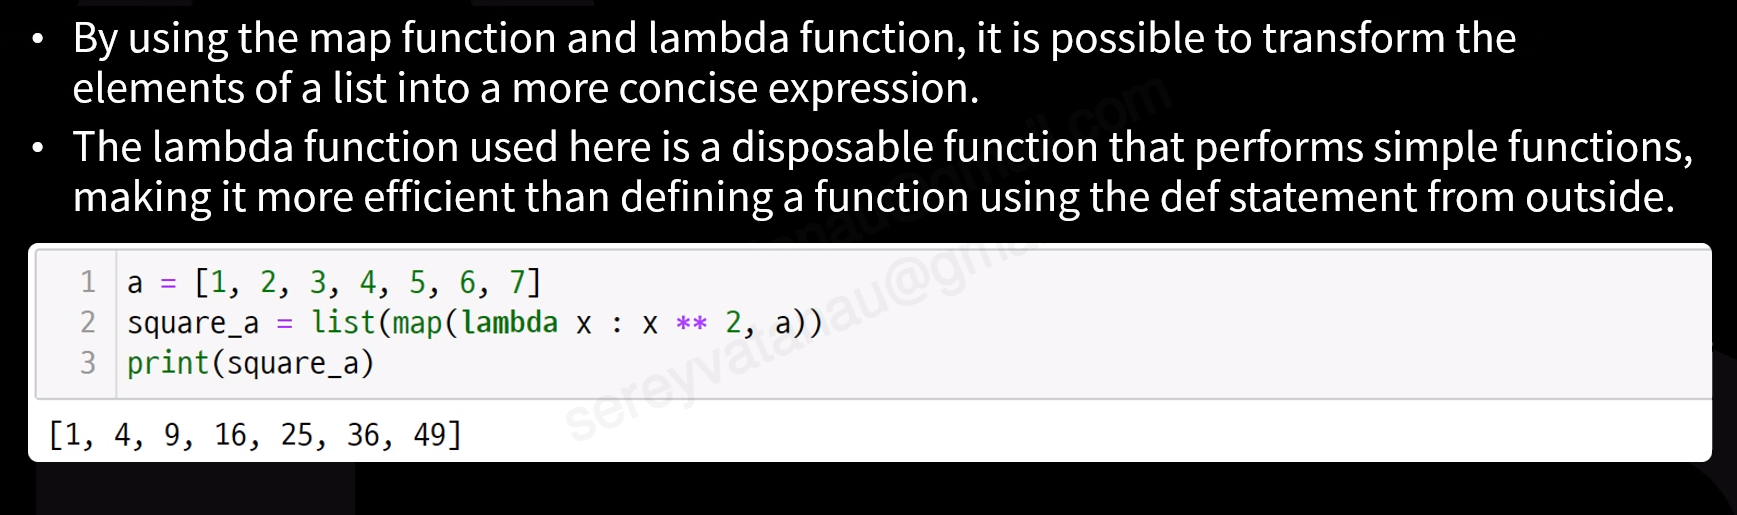 • By using the map function and lambda function, it is possible to transform the
elements of a list into a more concise expression.
• The lambda function used here is a disposable function that performs simple functions,
making it more efficient than defining a function using the def statement from outside.
1 a = [1, 2, 3, 4, 5, 6, 7]
2 square_a = list(map(lambda x : x ** 2, a))
3 print(square_a)
[1, 4, 9, 16, 25, 36, 49]